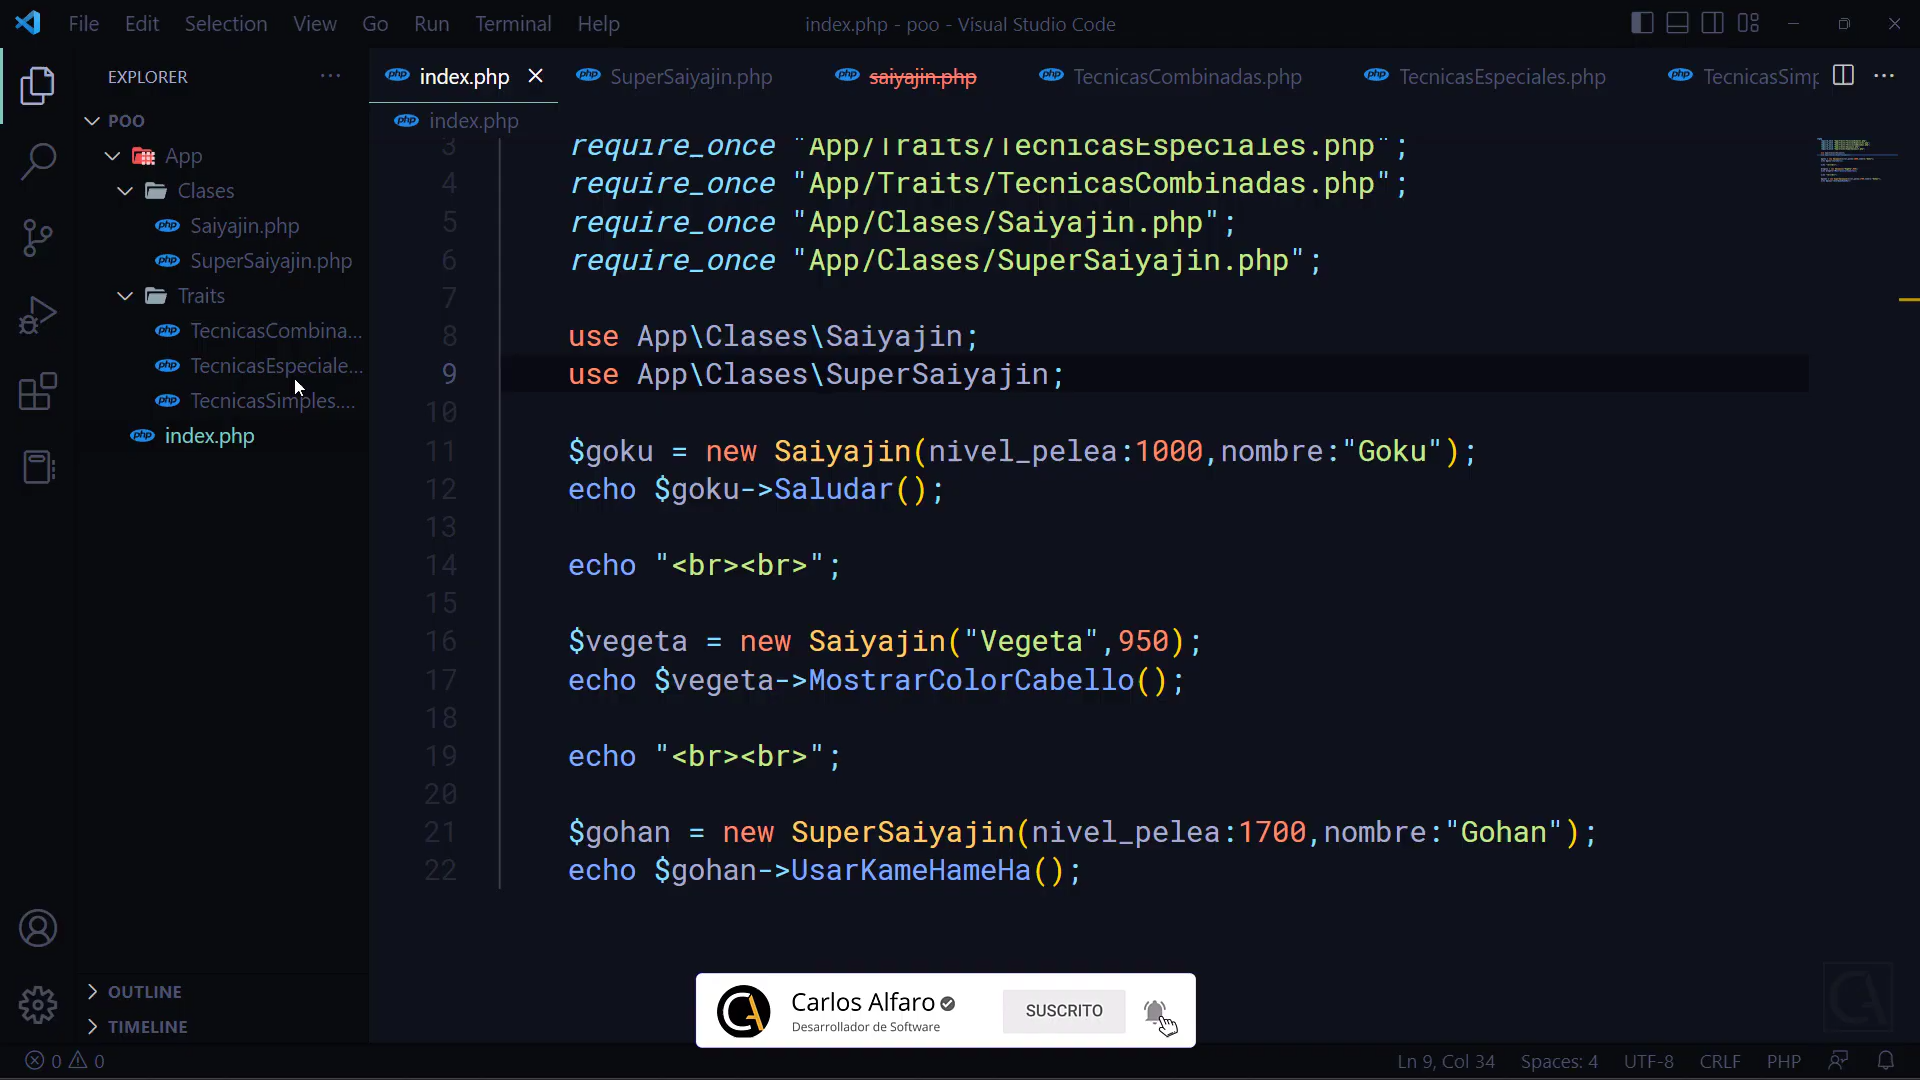 File Edit Selection View Go Run Terminal Help
index.php - poo - Visual Studio Code
EXPLORER
POO
App
Clases
Saiyajin.php
SuperSaiyajin.php
Traits
TecnicasCombina...
TecnicasEspeciale...
TecnicasSimples....
index.php
OUTLINE
TIMELINE
index.php SuperSaiyajin.php saiyajin.php TecnicasCombinadas.php TecnicasEspeciales.php TecnicasSimp
index.php
3 require_once "App/Traits/TecnicasEspeciales.php";
4 require_once "App/Traits/TecnicasCombinadas.php";
5 require_once "App/Clases/Saiyajin.php";
6 require_once "App/Clases/SuperSaiyajin.php";
7
8 use App\Clases\Saiyajin;
9 use App\Clases\SuperSaiyajin;
10
11 $goku = new Saiyajin(nivel_pelea:1000,nombre:"Goku");
12 echo $goku->Saludar();
13
14 echo "<br><br>";
15
16 $vegeta = new Saiyajin("Vegeta",950);
17 echo $vegeta->MostrarColorCabello();
18
19 echo "<br><br>";
20
21 $gohan = new SuperSaiyajin(nivel_pelea:1700,nombre:"Gohan");
22 echo $gohan->UsarKameHameHa();
Carlos Alfaro
Desarrollador de Software
SUSCRITO
0 0
Ln 9, Col 34 Spaces: 4 UTF-8 CRLF PHP